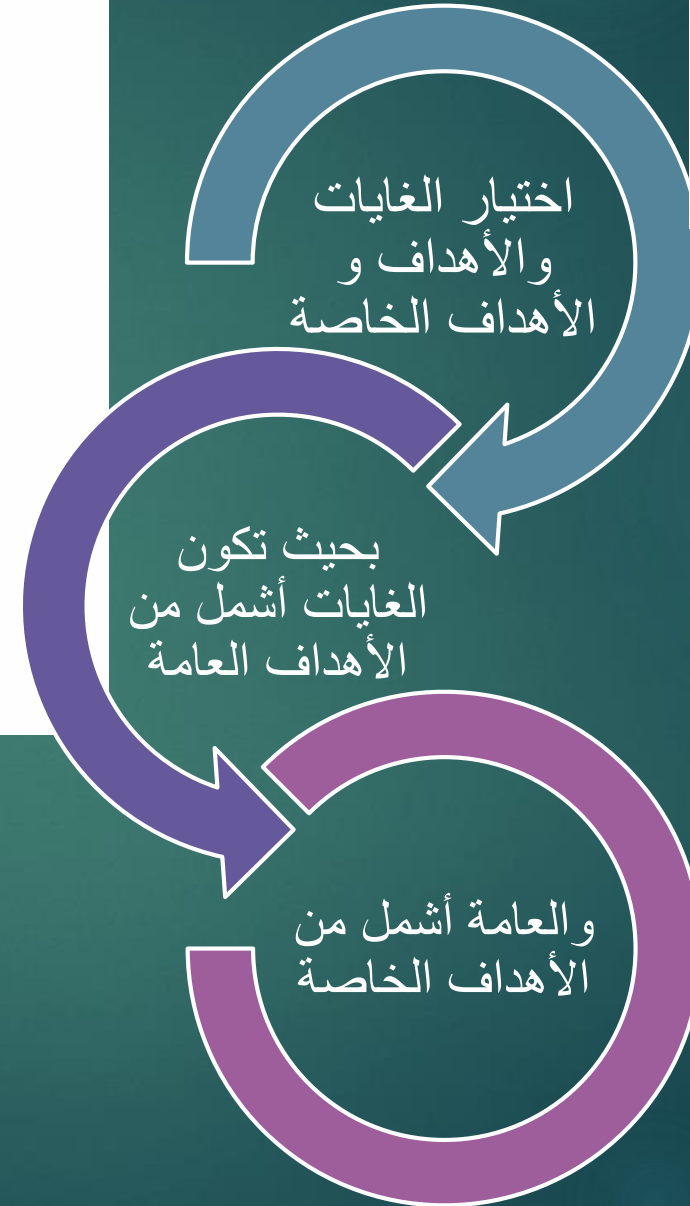 اختيار الغايات
والأهداف و
الأهداف الخاصة
بحيث تكون
الغايات أشمل من
الأهداف العامة
والعامة أشمل من
الأهداف الخاصة